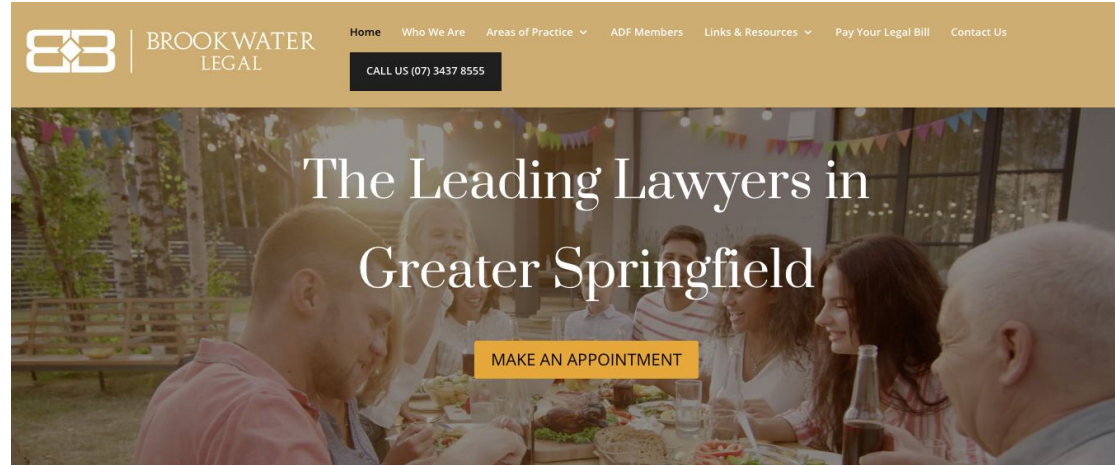 BROOKWATER
LEGAL
Home Who We Are Areas of Practice ADF Members Links & Resources Pay Your Legal Bill Contact Us
CALL US (07) 3437 8555
The Leading Lawyers in
Greater Springfield
MAKE AN APPOINTMENT